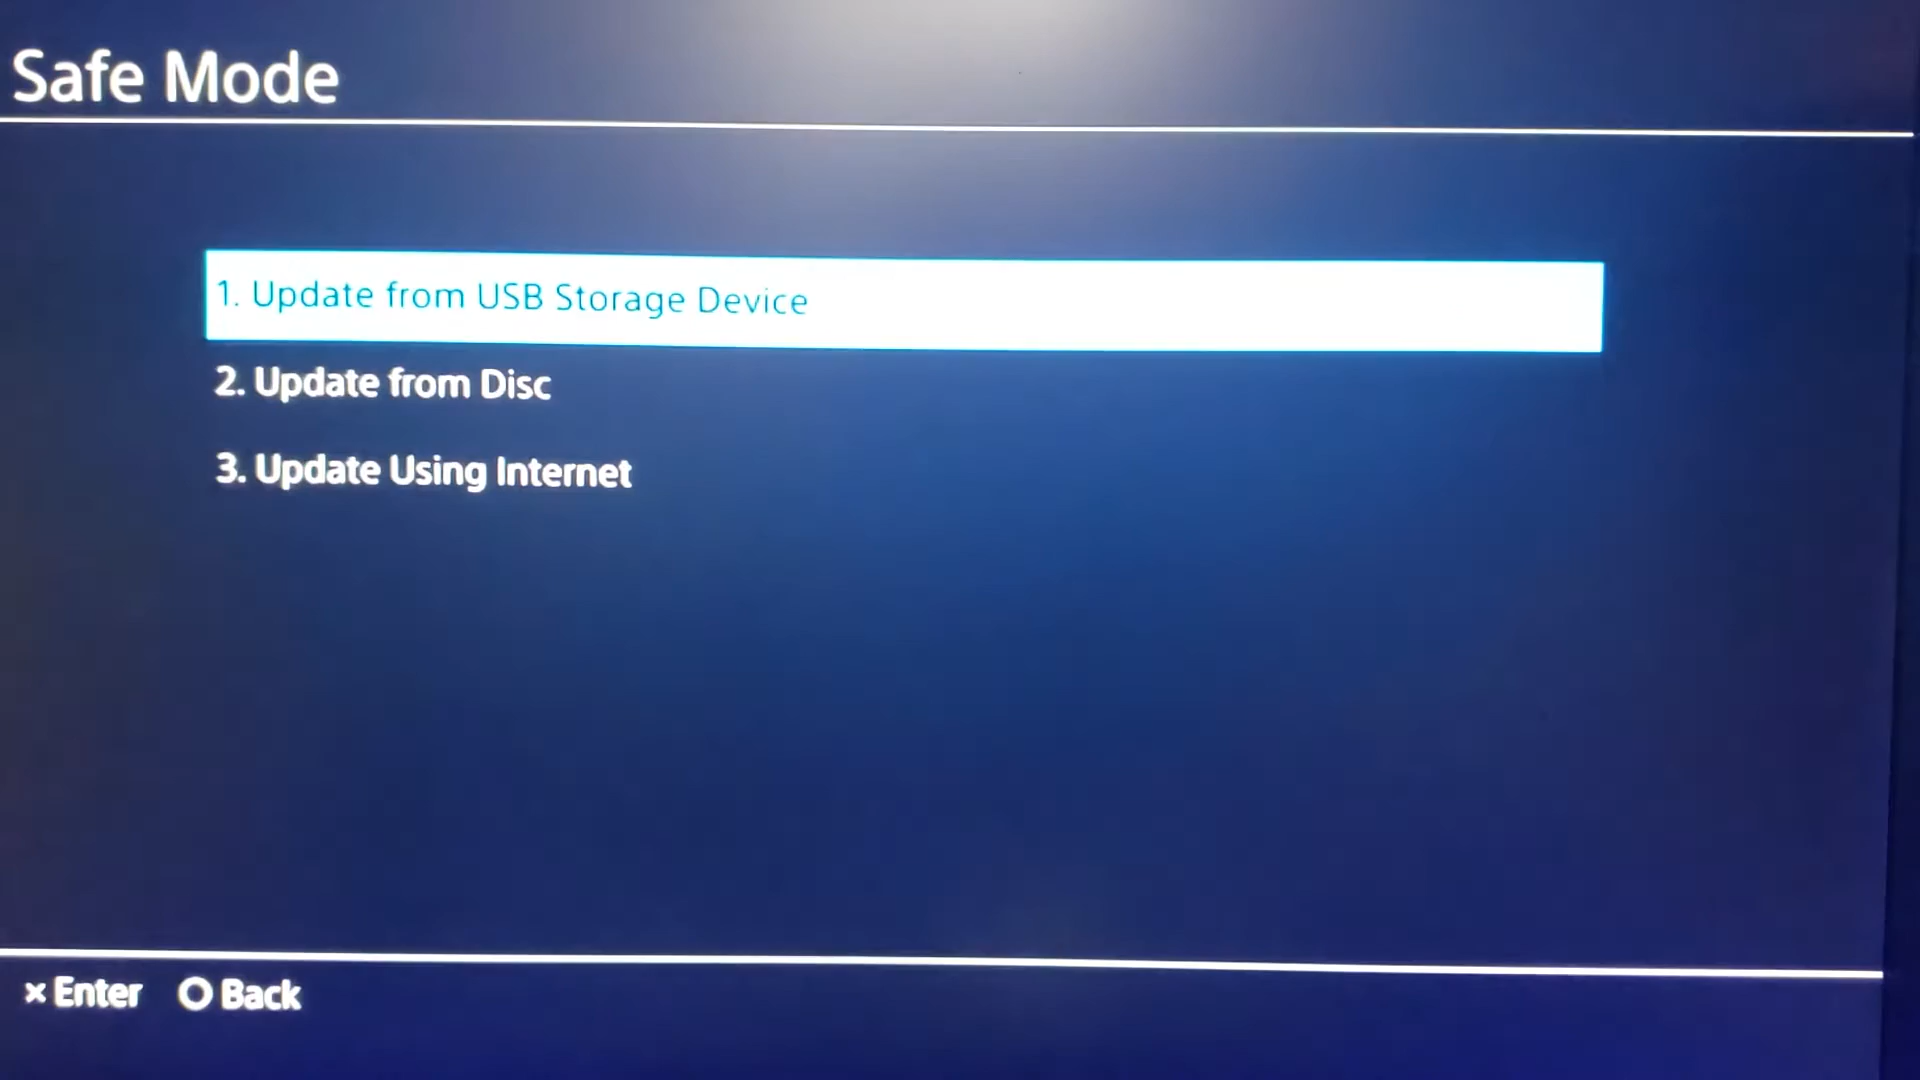 Safe Mode
1. Update from USB Storage Device
2. Update from Disc
3. Update Using Internet
× Enter ○ Back